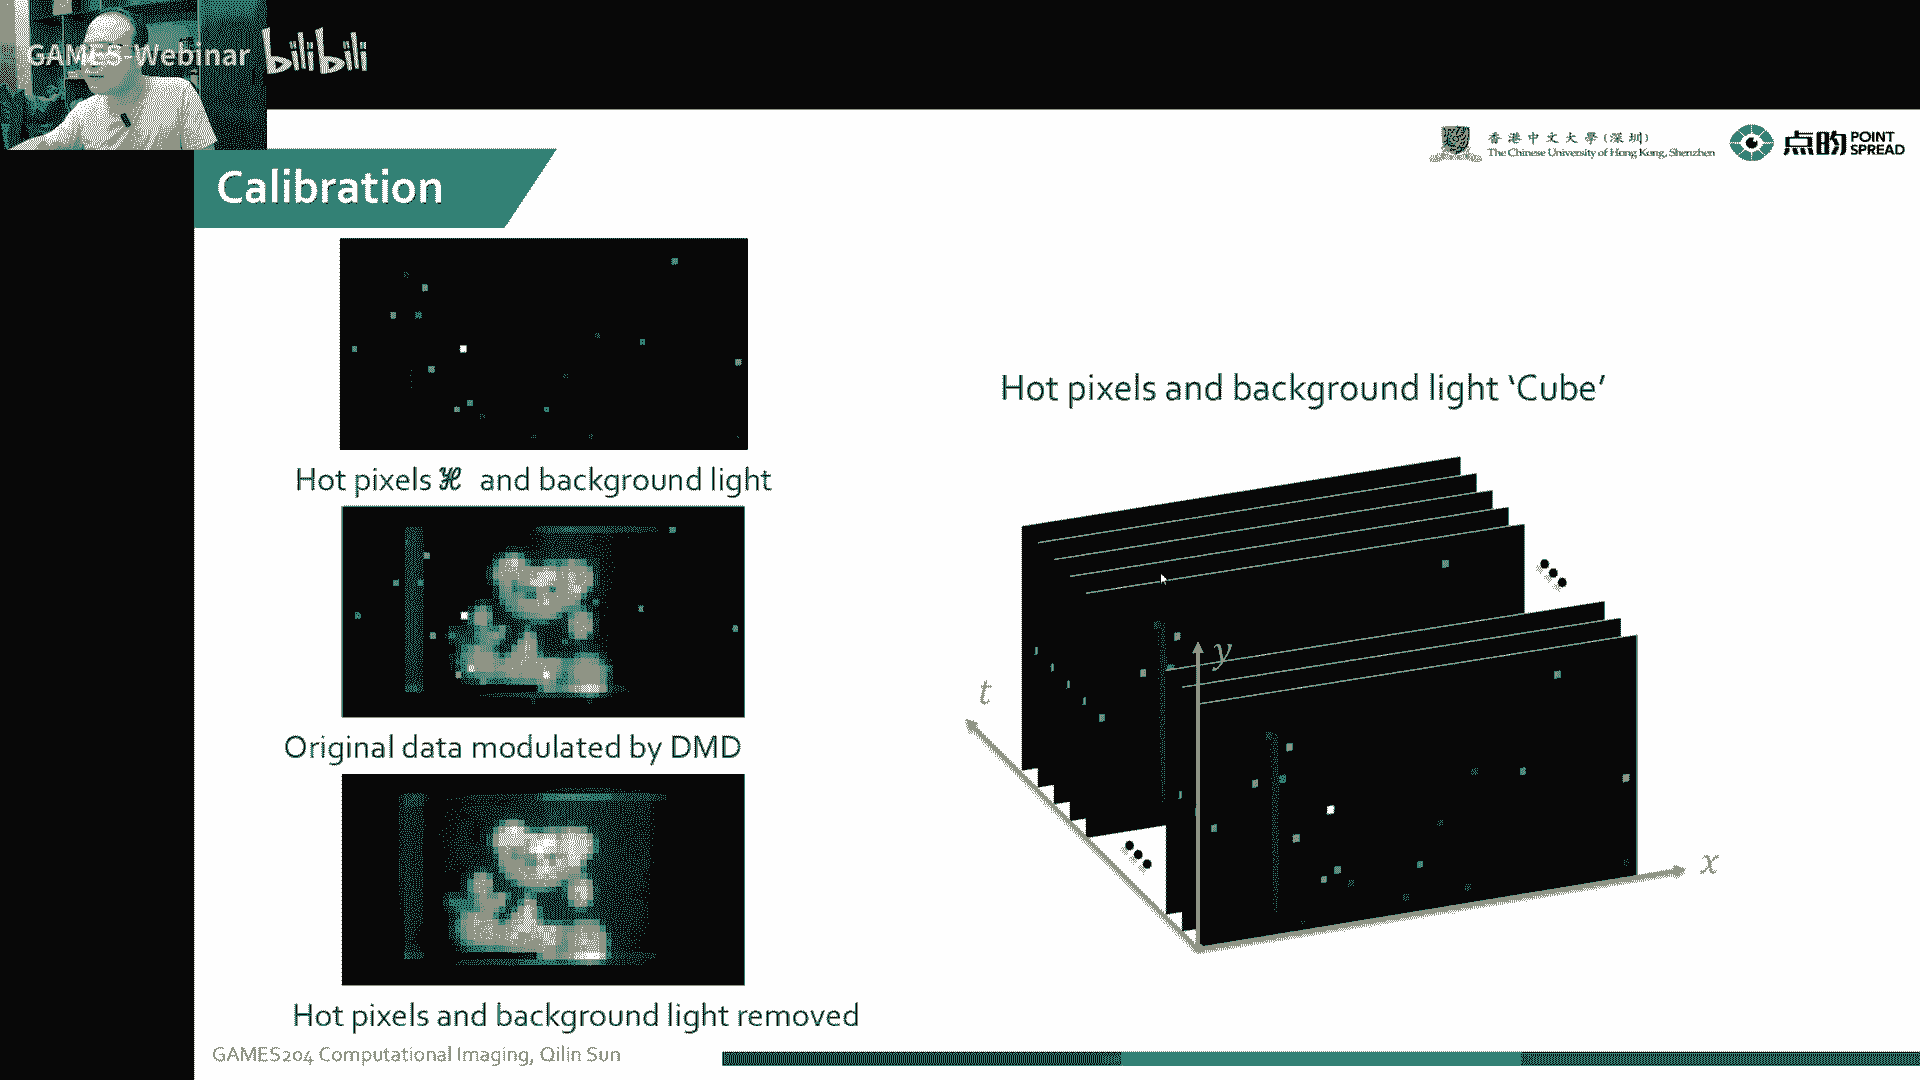 GAMES-Webinar bilibili
香港中文大學(深圳)
The Chinese University of Hong Kong, Shenzhen
点昀 POINT SPREAD
Calibration
Hot pixels ℋ and background light
Original data modulated by DMD
Hot pixels and background light removed
Hot pixels and background light ‘Cube’
t
y
x
GAMES204 Computational Imaging, Qilin Sun